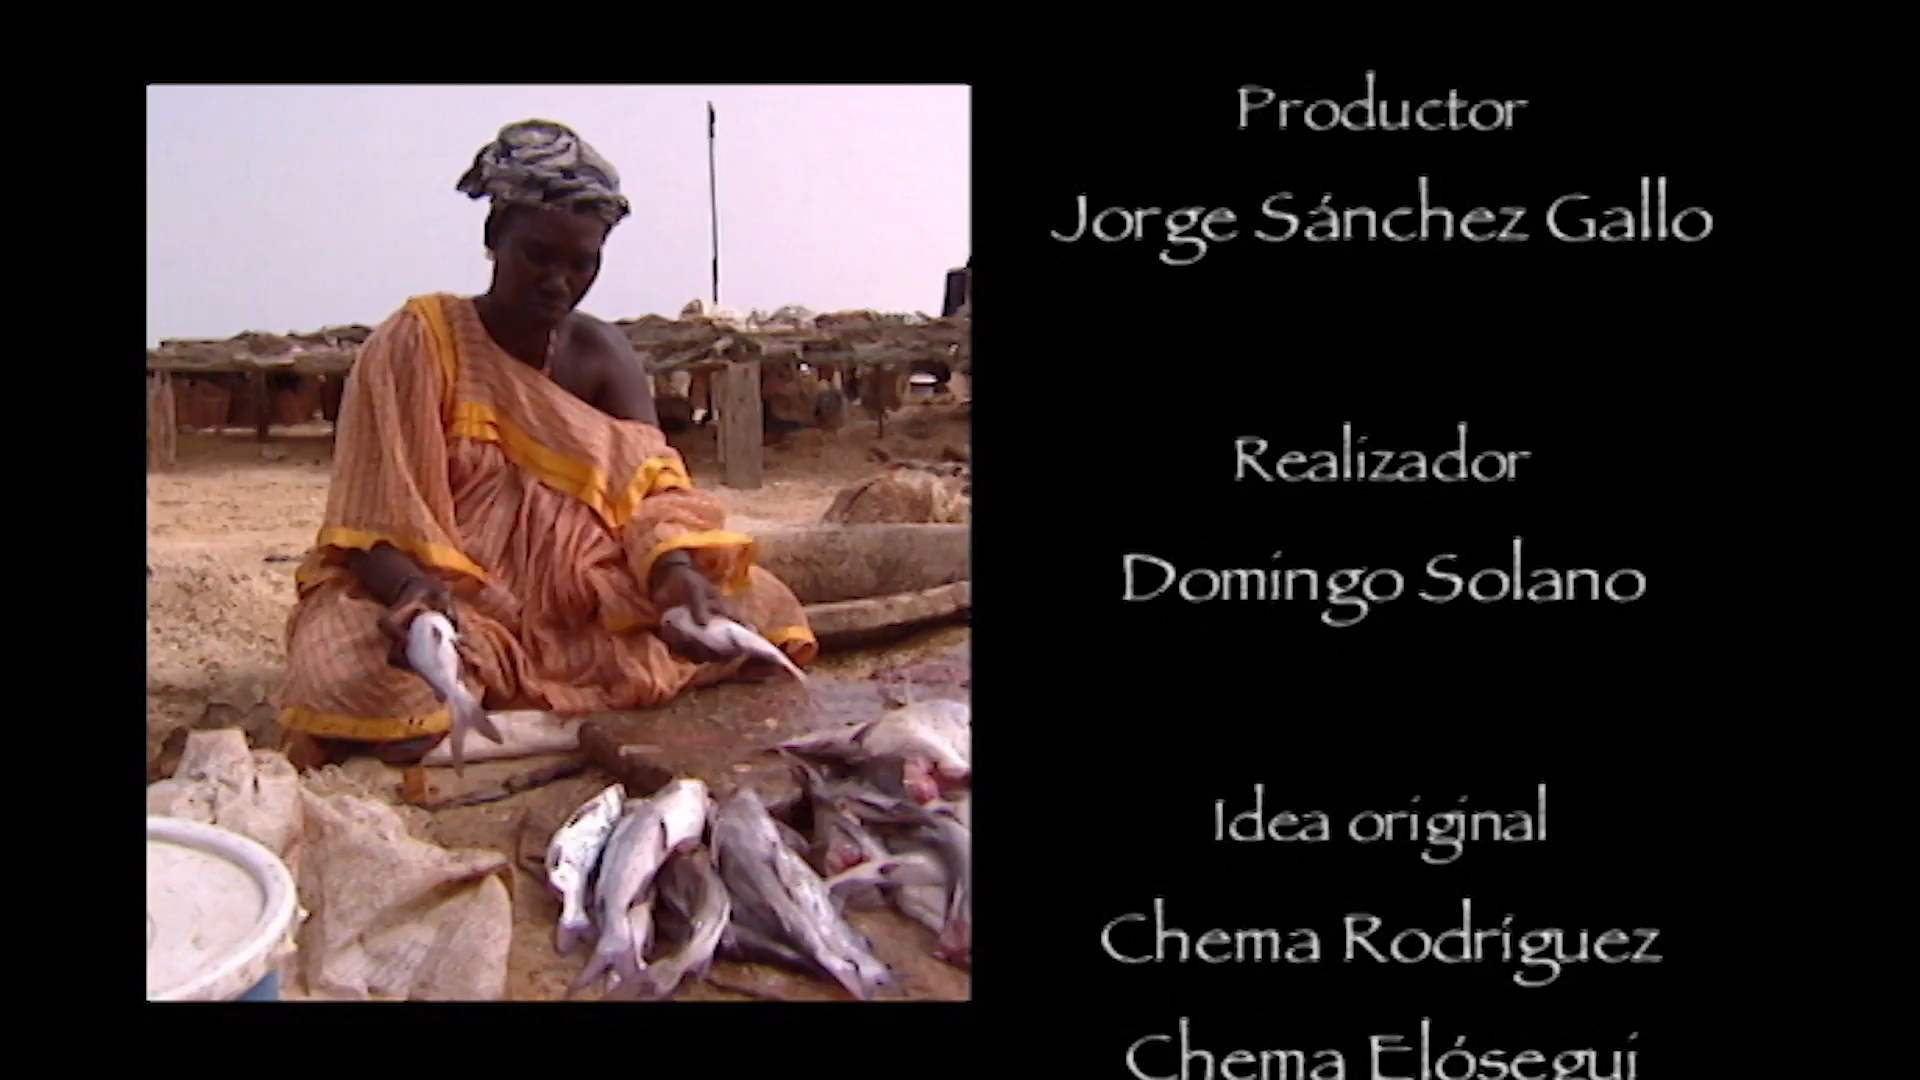 Productor
Jorge Sánchez Gallo
Realizador
Domingo Solano
Idea original
Chema Rodríguez
Chema Elósegui